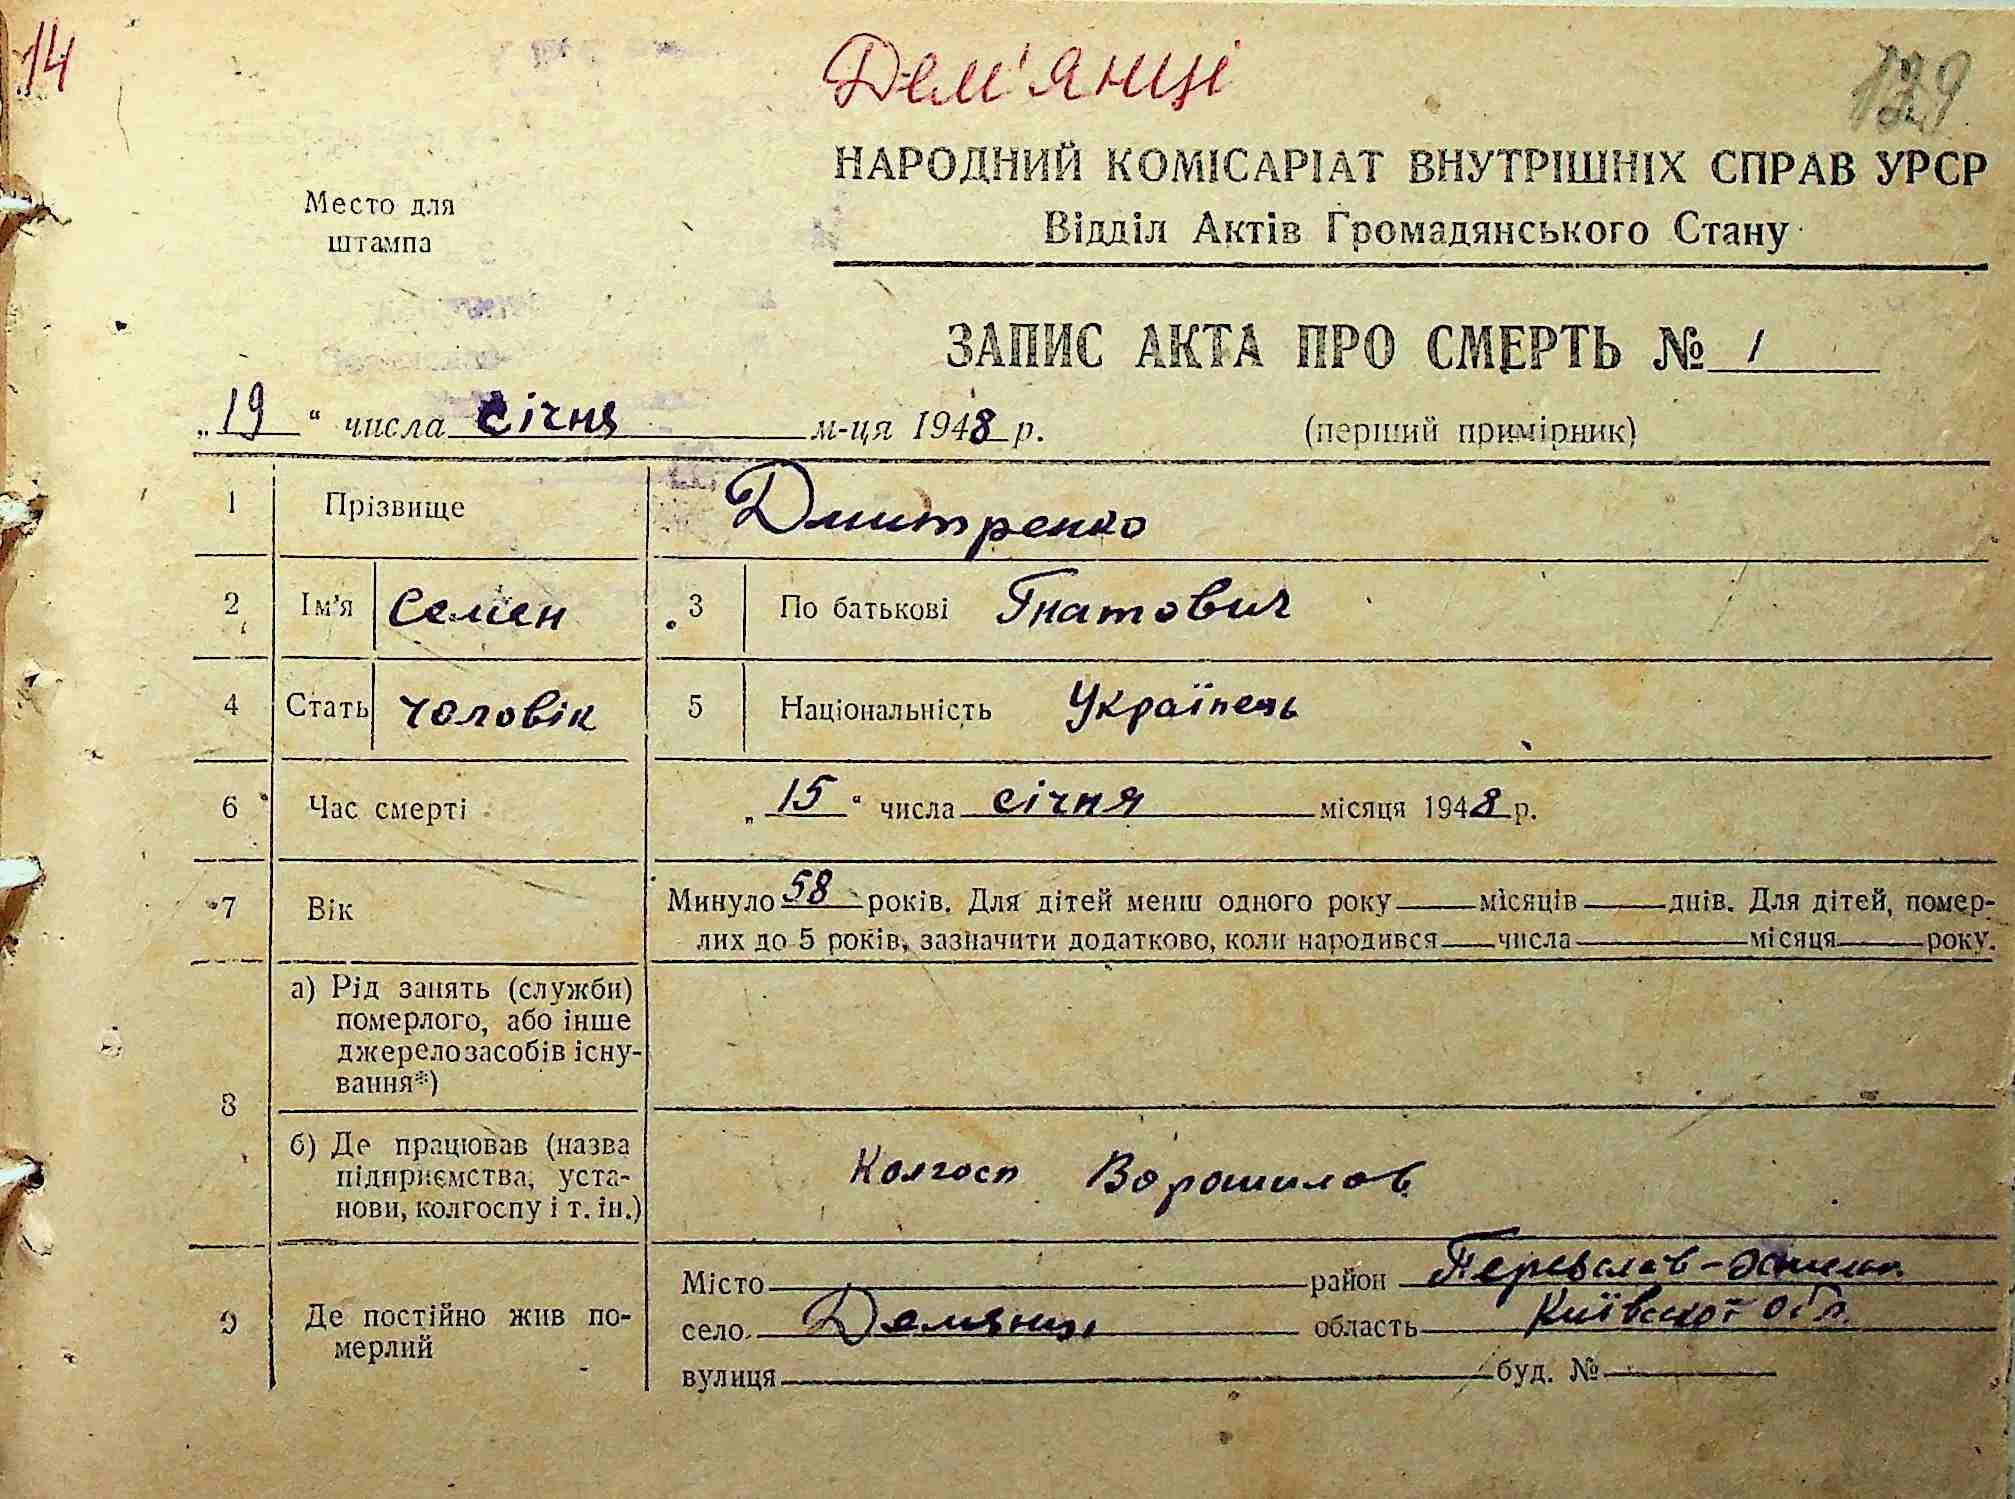 14
Дем'янці
129
НАРОДНИЙ КОМІСАРІАТ ВНУТРІШНІХ СПРАВ УРСР
Відділ Актів Громадянського Стану
Место для
штампа
ЗАПИС АКТА ПРО СМЕРТЬ № 1
„19" числа січня м-ця 1948 р.
(перший примірник)
1 Прізвище Дмитренко
2 Ім'я Семен 3 По батькові Гнатович
4 Стать чоловік 5 Національність Українець
6 Час смерті „15" числа січня місяця 1948 р.
7 Вік Минуло 58 років. Для дітей менш одного року — місяців — днів. Для дітей, помер-
лих до 5 років, зазначити додатково, коли народився — числа — місяця — року.
8 а) Рід занять (служби)
померлого, або інше
джерело засобів існу-
вання*)
б) Де працював (назва
підприємства, уста-
нови, колгоспу і т. ін.)
Колгосп Ворошилов
9 Де постійно жив по-
мерлий
Місто район Переяслав-
село Демянці область Київської обл.
вулиця буд. №